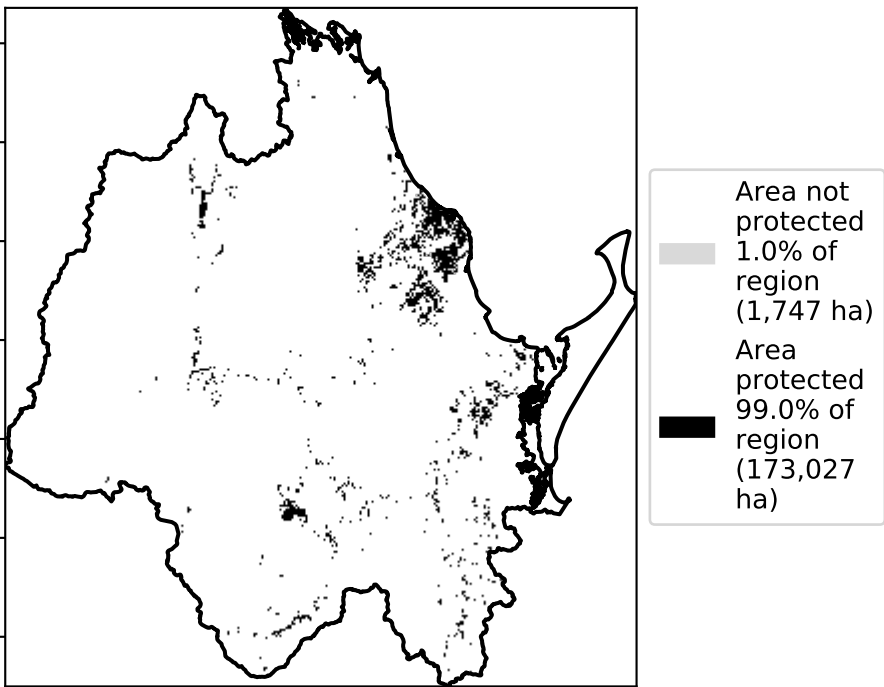 Area not
protected
1.0% of
region
(1,747 ha)
Area
protected
99.0% of
region
(173,027
ha)